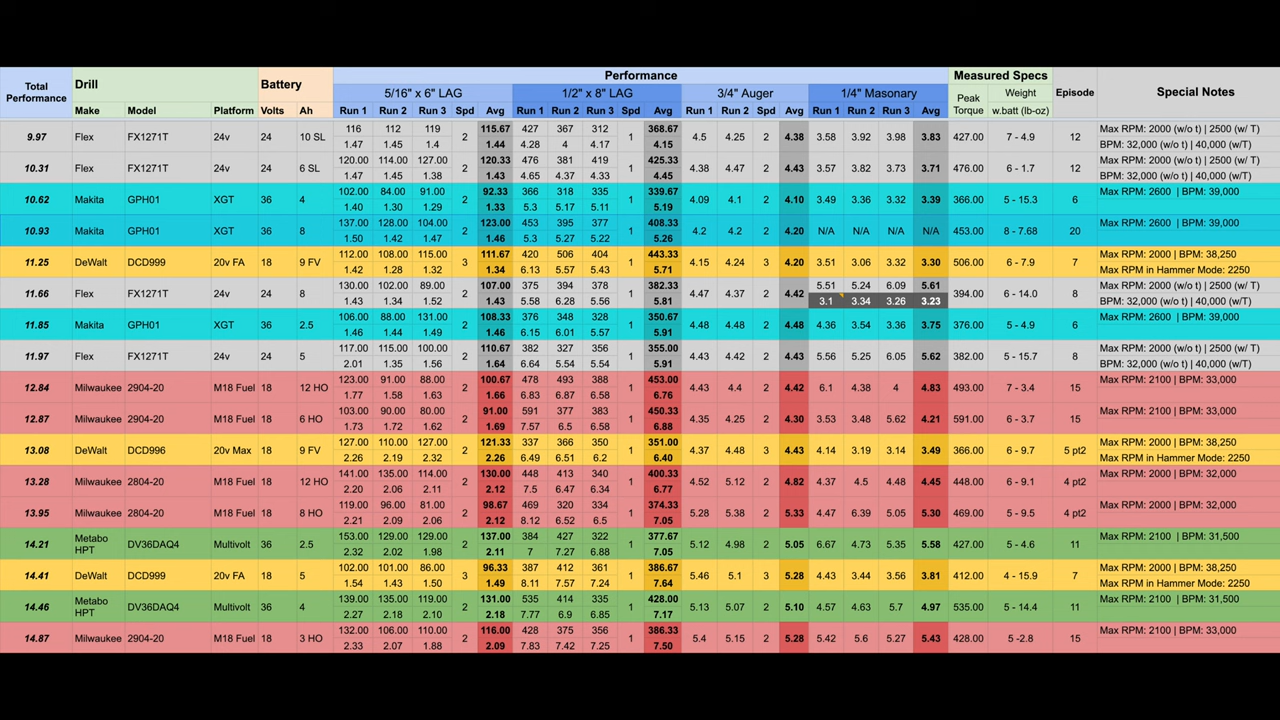 Total Performance Drill Battery Performance Measured Specs Episode Special Notes
5/16" x 6" LAG 1/2" x 8" LAG 3/4" Auger 1/4" Masonary Peak Torque Weight
Make Model Platform Volts Ah Run 1 Run 2 Run 3 Spd Avg Run 1 Run 2 Run 3 Spd Avg Run 1 Run 2 Spd Avg Run 1 Run 2 Run 3 Avg w.batt (lb-oz)
9.97 Flex FX1271T 24v 24 10 SL 116 112 119 2 115.67 427 367 312 1 368.67 4.5 4.25 2 4.38 3.58 3.92 3.98 3.83 427.00 7 - 4.9 12 Max RPM: 2000 (w/o t) | 2500 (w/ T)
1.47 1.45 1.4 1.44 4.28 4 4.17 4.15 BPM: 32,000 (w/o t) | 40,000 (w/T)
10.31 Flex FX1271T 24v 24 6 SL 120.00 114.00 127.00 2 120.33 476 381 419 1 425.33 4.38 4.47 2 4.43 3.57 3.82 3.73 3.71 476.00 6 - 1.7 12 Max RPM: 2000 (w/o t) | 2500 (w/ T)
1.47 1.45 1.38 1.43 4.65 4.37 4.33 4.45 BPM: 32,000 (w/o t) | 40,000 (w/T)
10.62 Makita GPH01 XGT 36 4 102.00 84.00 91.00 2 92.33 366 318 335 1 339.67 4.09 4.1 2 4.10 3.49 3.36 3.32 3.39 366.00 5 - 15.3 6 Max RPM: 2600 | BPM: 39,000
1.40 1.30 1.29 1.33 5.3 5.17 5.11 5.19
10.93 Makita GPH01 XGT 36 8 137.00 128.00 104.00 2 123.00 453 395 377 1 408.33 4.2 4.2 2 4.20 N/A N/A N/A N/A 453.00 8 - 7.68 20 Max RPM: 2600 | BPM: 39,000
1.50 1.42 1.47 1.46 5.3 5.27 5.22 5.26
11.25 DeWalt DCD999 20v FA 18 9 FV 112.00 108.00 115.00 3 111.67 420 506 404 1 443.33 4.15 4.24 3 4.20 3.51 3.06 3.32 3.30 506.00 6 - 7.9 7 Max RPM: 2000 | BPM: 38,250
1.42 1.28 1.32 1.34 6.13 5.57 5.43 5.71 Max RPM in Hammer Mode: 2250
11.66 Flex FX1271T 24v 24 8 130.00 102.00 89.00 2 107.00 375 394 378 1 382.33 4.47 4.37 2 4.42 5.51 5.24 6.09 5.61 394.00 6 - 14.0 8 Max RPM: 2000 (w/o t) | 2500 (w/ T)
1.43 1.34 1.52 1.43 5.58 6.28 5.56 5.81 3.1 3.34 3.26 3.23 BPM: 32,000 (w/o t) | 40,000 (w/T)
11.85 Makita GPH01 XGT 36 2.5 106.00 88.00 131.00 2 108.33 376 348 328 1 350.67 4.48 4.48 2 4.48 4.36 3.54 3.36 3.75 376.00 5 - 4.9 6 Max RPM: 2600 | BPM: 39,000
1.46 1.44 1.49 1.46 6.15 6.01 5.57 5.91
11.97 Flex FX1271T 24v 24 5 117.00 115.00 100.00 2 110.67 382 327 356 1 355.00 4.43 4.42 2 4.43 5.56 5.25 6.05 5.62 382.00 5 - 15.7 8 Max RPM: 2000 (w/o t) | 2500 (w/T)
2.01 1.35 1.56 1.64 6.64 5.54 5.54 5.91 BPM: 32,000 (w/o t) | 40,000 (w/T)
12.84 Milwaukee 2904-20 M18 Fuel 18 12 HO 123.00 91.00 88.00 2 100.67 478 493 388 1 453.00 4.43 4.4 2 4.42 6.1 4.38 4 4.83 493.00 7 - 3.4 15 Max RPM: 2100 | BPM: 33,000
1.77 1.58 1.63 1.66 6.83 6.87 6.58 6.76
12.87 Milwaukee 2904-20 M18 Fuel 18 6 HO 103.00 90.00 80.00 2 91.00 591 377 383 1 450.33 4.35 4.25 2 4.30 3.53 3.48 5.62 4.21 591.00 6 - 3.7 15 Max RPM: 2100 | BPM: 33,000
1.73 1.72 1.62 1.69 7.57 6.5 6.58 6.88
13.08 DeWalt DCD996 20v Max 18 9 FV 127.00 110.00 127.00 2 121.33 337 366 350 1 351.00 4.37 4.48 2 4.43 4.14 3.19 3.14 3.49 366.00 6 - 9.7 5 pt2 Max RPM: 2000 | BPM: 38,250
2.26 2.19 2.32 2.26 6.49 6.51 6.2 6.40 Max RPM in Hammer Mode: 2250
13.28 Milwaukee 2804-20 M18 Fuel 18 12 HO 141.00 135.00 114.00 2 130.00 448 413 340 1 400.33 4.52 5.12 2 4.82 4.37 4.5 4.48 4.45 448.00 6 - 9.1 4 pt2 Max RPM: 2000 | BPM: 32,000
2.20 2.06 2.11 2.12 7.5 6.47 6.34 6.77
13.95 Milwaukee 2804-20 M18 Fuel 18 8 HO 119.00 96.00 81.00 2 98.67 469 320 334 1 374.33 5.28 5.38 2 5.33 4.47 6.39 5.05 5.30 469.00 5 - 9.5 4 pt2 Max RPM: 2000 | BPM: 32,000
2.21 2.09 2.06 2.12 8.12 6.52 6.5 7.05
14.21 Metabo HPT DV36DAQ4 Multivolt 36 2.5 153.00 129.00 129.00 2 137.00 384 427 322 1 377.67 5.12 4.98 2 5.05 6.67 4.73 5.35 5.58 427.00 5 - 4.6 11 Max RPM: 2100 | BPM: 31,500
2.32 2.02 1.98 2.11 7 7.27 6.88 7.05
14.41 DeWalt DCD999 20v FA 18 5 102.00 101.00 86.00 3 96.33 387 412 361 1 386.67 5.46 5.1 3 5.28 4.43 3.44 3.56 3.81 412.00 4 - 15.9 7 Max RPM: 2000 | BPM: 38,250
1.54 1.43 1.50 1.49 8.11 7.57 7.24 7.64 Max RPM in Hammer Mode: 2250
14.46 Metabo HPT DV36DAQ4 Multivolt 36 4 139.00 135.00 119.00 2 131.00 535 414 335 1 428.00 5.13 5.07 2 5.10 4.57 4.63 5.7 4.97 535.00 5 - 14.4 11 Max RPM: 2100 | BPM: 31,500
2.27 2.18 2.10 2.18 7.77 6.9 6.85 7.17
14.87 Milwaukee 2904-20 M18 Fuel 18 3 HO 132.00 106.00 110.00 2 116.00 428 375 356 1 386.33 5.4 5.15 2 5.28 5.42 5.6 5.27 5.43 428.00 5 -2.8 15 Max RPM: 2100 | BPM: 33,000
2.33 2.07 1.88 2.09 7.83 7.42 7.25 7.50